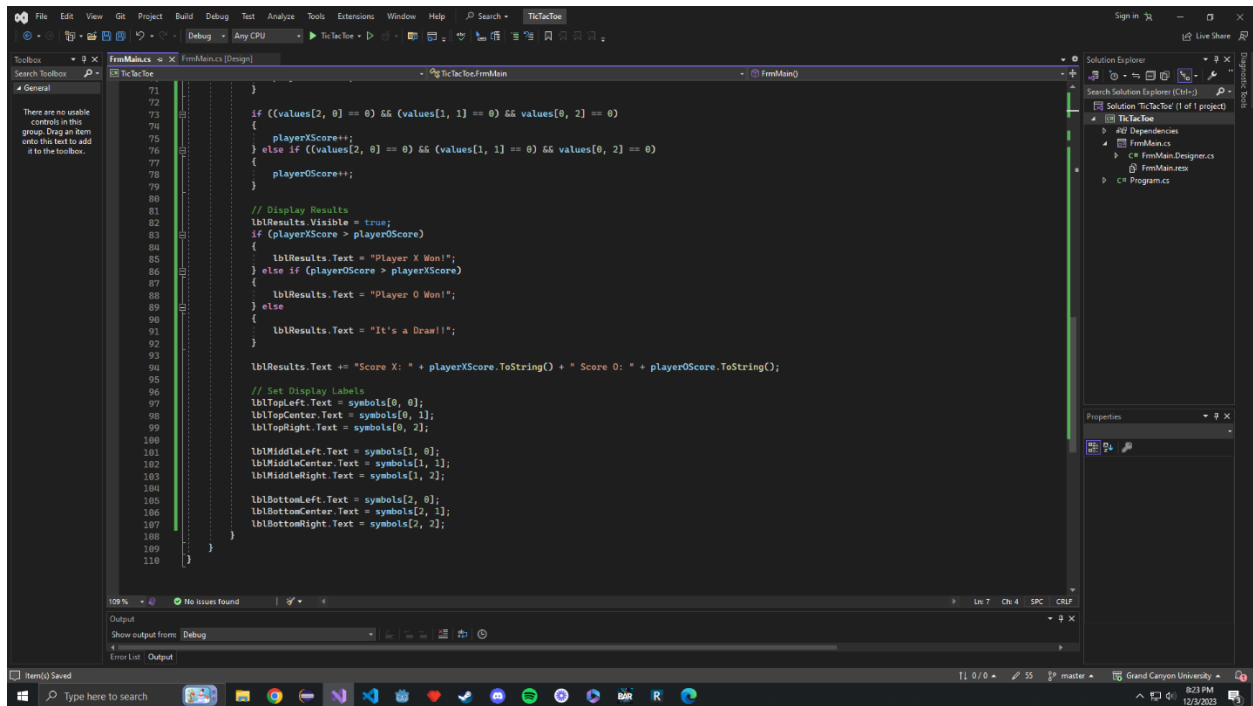 File Edit View Git Project Build Debug Test Analyze Tools Extensions Window Help Search TicTacToe Sign in
Debug Any CPU TicTacToe Live Share
Toolbox
Search Toolbox
General
There are no usable
controls in this
group. Drag an item
onto this text to add
it to the toolbox.
FrmMain.cs FrmMain.cs [Design]
TicTacToe TicTacToe.FrmMain FrmMain()
71 }
72
73 if ((values[2, 0] == 0) && (values[1, 1] == 0) && values[0, 2] == 0)
74 {
75 playerXScore++;
76 } else if ((values[2, 0] == 0) && (values[1, 1] == 0) && values[0, 2] == 0)
77 {
78 playerOScore++;
79 }
80
81 // Display Results
82 lblResults.Visible = true;
83 if (playerXScore > playerOScore)
84 {
85 lblResults.Text = "Player X Won!";
86 } else if (playerOScore > playerXScore)
87 {
88 lblResults.Text = "Player O Won!";
89 } else
90 {
91 lblResults.Text = "It's a Draw!!";
92 }
93
94 lblResults.Text += "Score X: " + playerXScore.ToString() + " Score O: " + playerOScore.ToString();
95
96 // Set Display Labels
97 lblTopLeft.Text = symbols[0, 0];
98 lblTopCenter.Text = symbols[0, 1];
99 lblTopRight.Text = symbols[0, 2];
100
101 lblMiddleLeft.Text = symbols[1, 0];
102 lblMiddleCenter.Text = symbols[1, 1];
103 lblMiddleRight.Text = symbols[1, 2];
104
105 lblBottomLeft.Text = symbols[2, 0];
106 lblBottomCenter.Text = symbols[2, 1];
107 lblBottomRight.Text = symbols[2, 2];
108 }
109 }
110 }
109 % No issues found Ln: 7 Ch: 4 SPC CRLF
Output
Show output from: Debug
Error List Output
Solution Explorer
Search Solution Explorer (Ctrl+;)
Solution 'TicTacToe' (1 of 1 project)
TicTacToe
Dependencies
FrmMain.cs
C# FrmMain.Designer.cs
FrmMain.resx
C# Program.cs
Properties
Diagnostic Tools
Item(s) Saved 0 / 0 55 master Grand Canyon University
Type here to search BAR R 8:23 PM
12/3/2023